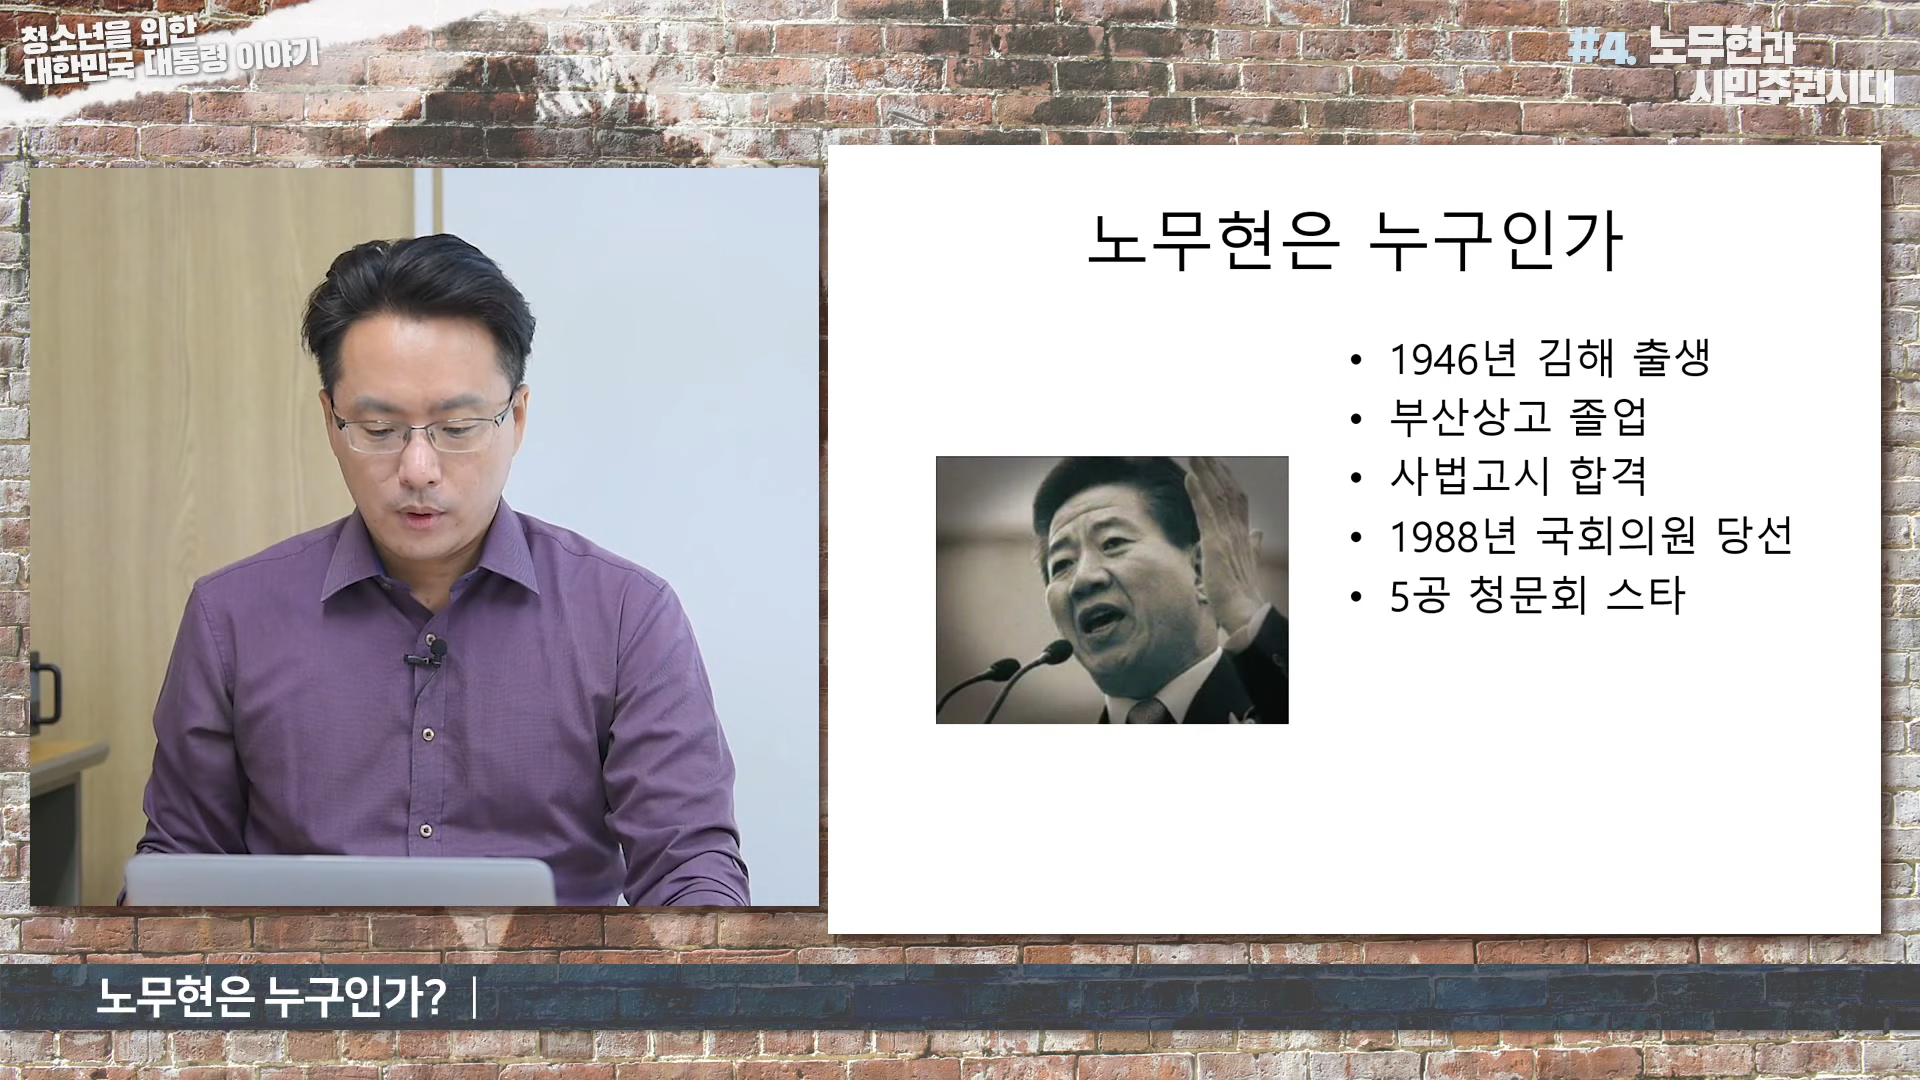 청소년을 위한
대한민국 대통령 이야기
#4. 노무현과
시민주권시대
노무현은 누구인가
• 1946년 김해 출생
• 부산상고 졸업
• 사법고시 합격
• 1988년 국회의원 당선
• 5공 청문회 스타
노무현은 누구인가?